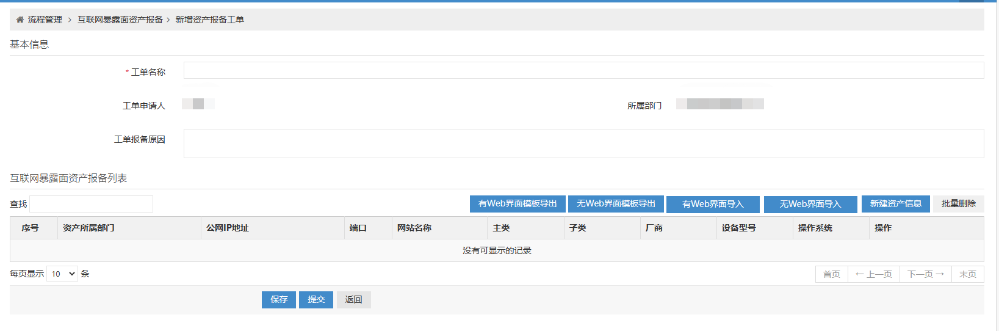 流程管理 > 互联网暴露面资产报备 > 新增资产报备工单
基本信息
* 工单名称
工单申请人 所属部门
工单报备原因
互联网暴露面资产报备列表
查找 有Web界面模板导出 无Web界面模板导出 有Web界面导入 无Web界面导入 新建资产信息 批量删除
序号 资产所属部门 公网IP地址 端口 网站名称 主类 子类 厂商 设备型号 操作系统 操作
没有可显示的记录
每页显示 10 条 首页 ← 上一页 下一页 → 末页
保存 提交 返回